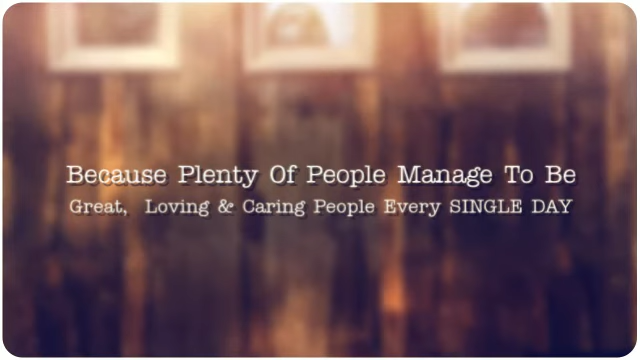 Because Plenty Of People Manage To Be
Great, Loving & Caring People Every SINGLE DAY